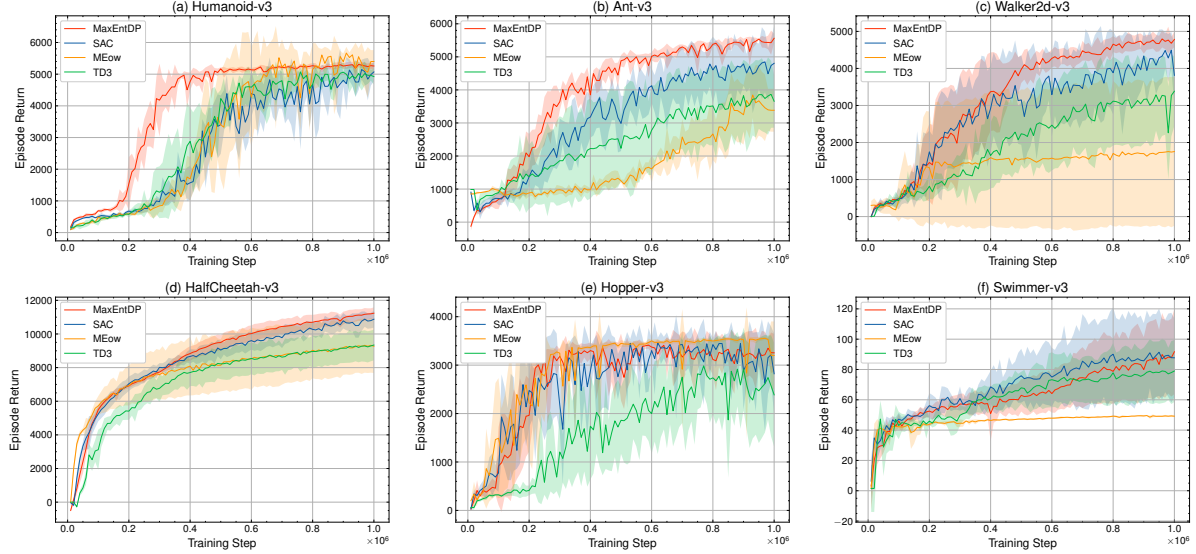 (a) Humanoid-v3
MaxEntDP
SAC
MEow
TD3
Episode Return
6000
5000
4000
3000
2000
1000
0
0.0 0.2 0.4 0.6 0.8 1.0
Training Step
×10⁶
(b) Ant-v3
MaxEntDP
SAC
MEow
TD3
Episode Return
6000
5000
4000
3000
2000
1000
0
0.0 0.2 0.4 0.6 0.8 1.0
Training Step
×10⁶
(c) Walker2d-v3
MaxEntDP
SAC
MEow
TD3
Episode Return
5000
4000
3000
2000
1000
0
0.0 0.2 0.4 0.6 0.8 1.0
Training Step
×10⁶
(d) HalfCheetah-v3
MaxEntDP
SAC
MEow
TD3
Episode Return
12000
10000
8000
6000
4000
2000
0
0.0 0.2 0.4 0.6 0.8 1.0
Training Step
×10⁶
(e) Hopper-v3
MaxEntDP
SAC
MEow
TD3
Episode Return
4000
3000
2000
1000
0
0.0 0.2 0.4 0.6 0.8 1.0
Training Step
×10⁶
(f) Swimmer-v3
MaxEntDP
SAC
MEow
TD3
Episode Return
120
100
80
60
40
20
0
−20
0.0 0.2 0.4 0.6 0.8 1.0
Training Step
×10⁶